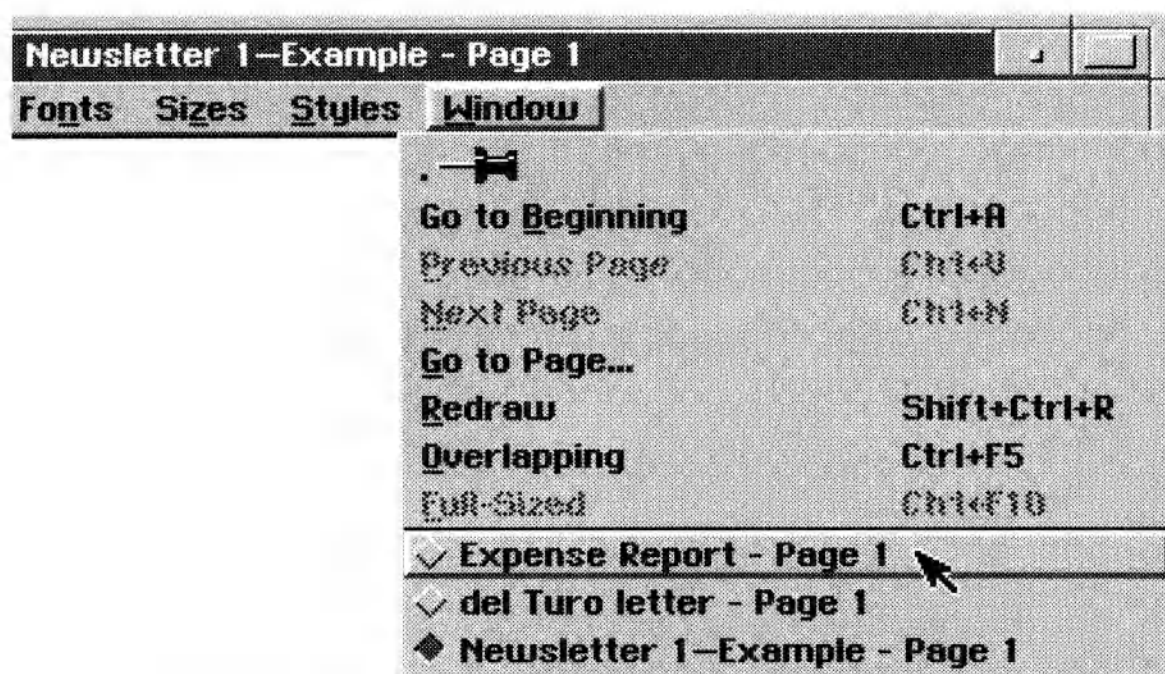 Newsletter 1—Example - Page 1
Fonts Sizes Styles Window
Go to Beginning Ctrl+A
Previous Page Ctrl+V
Next Page Ctrl+N
Go to Page...
Redraw Shift+Ctrl+R
Overlapping Ctrl+F5
Full-Sized Ctrl+F10
Expense Report - Page 1
del Turo letter - Page 1
Newsletter 1—Example - Page 1